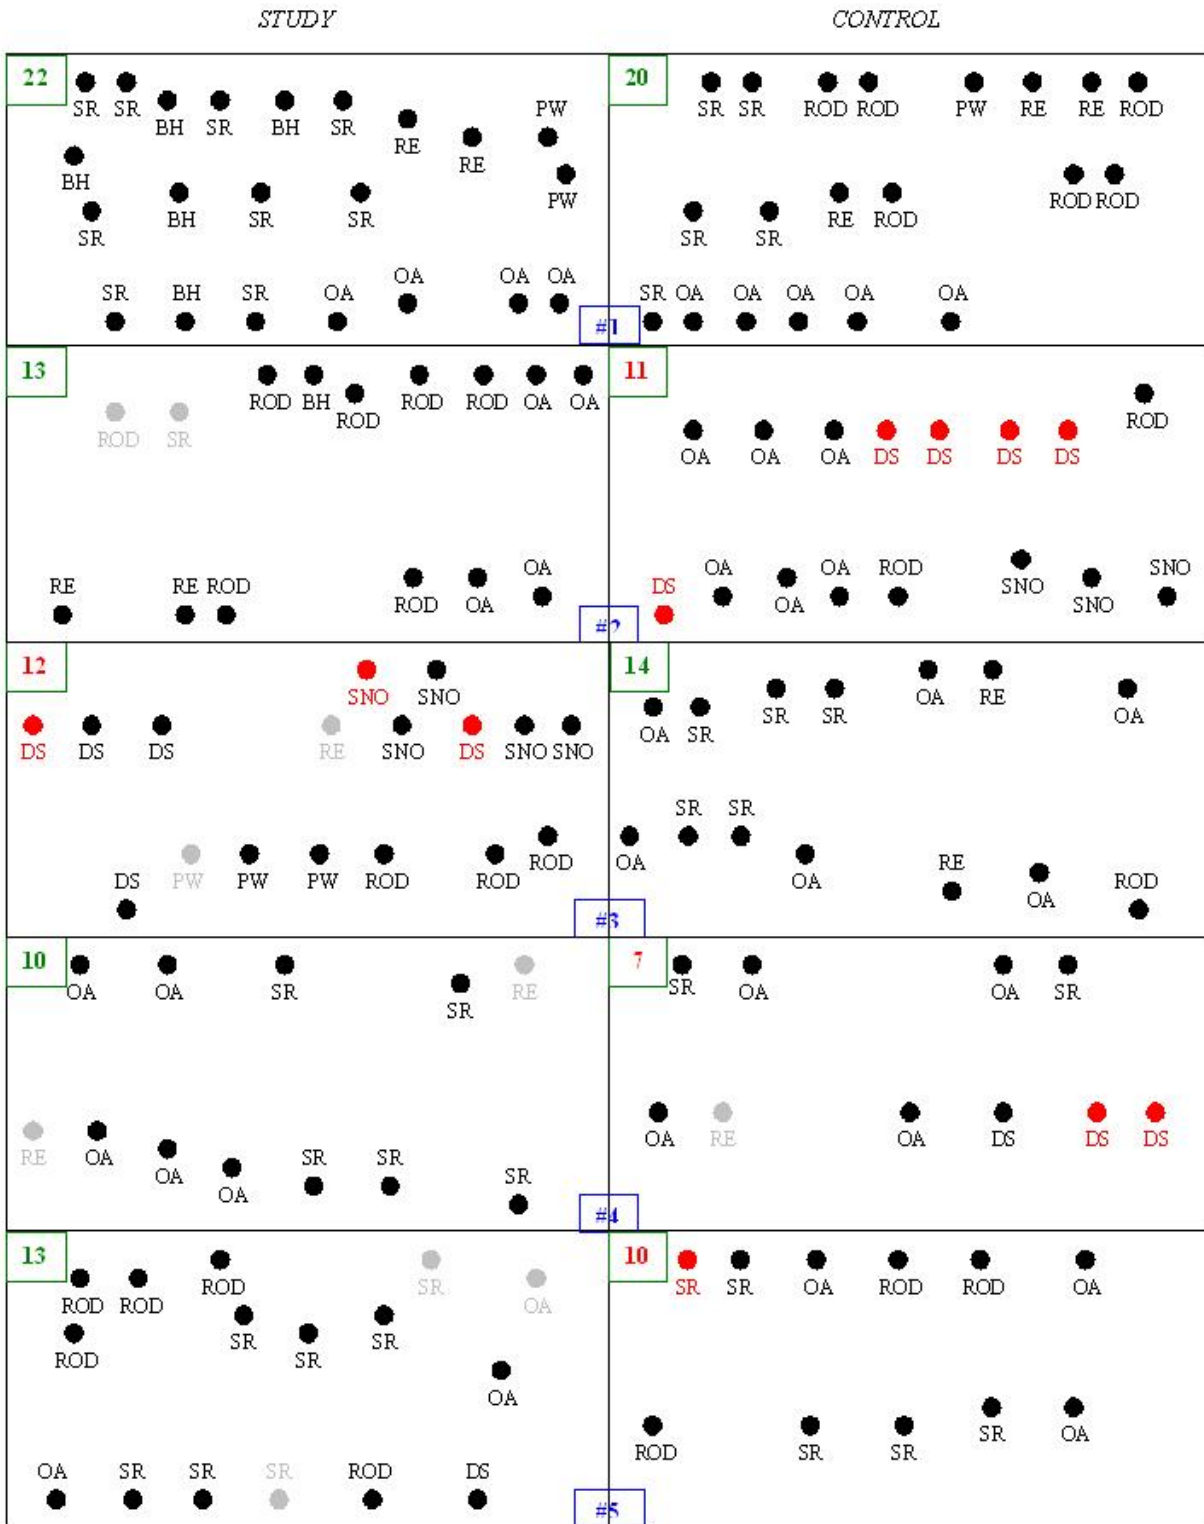 STUDY CONTROL
22 20
SR SR BH SR BH SR RE RE PW
SR SR ROD ROD PW RE RE ROD
BH SR BH SR SR PW
SR SR RE ROD ROD ROD
SR BH SR OA OA OA OA
SR OA OA OA OA OA
#1
13 11
ROD SR ROD BH ROD ROD ROD OA OA
OA OA OA DS DS DS DS ROD
RE RE ROD ROD OA OA
DS OA OA OA ROD SNO SNO SNO
#2
12 14
SNO SNO
DS DS DS RE SNO DS SNO SNO
OA SR SR SR OA RE OA
DS PW PW PW ROD ROD ROD
OA SR SR OA RE OA ROD
#3
10 7
OA OA SR SR RE
SR OA OA SR
RE OA OA OA SR SR SR
OA RE OA DS DS DS
#4
13 10
ROD ROD ROD SR OA
SR SR OA ROD ROD OA
ROD SR SR SR OA
OA SR SR SR ROD DS
ROD SR SR SR OA
#5